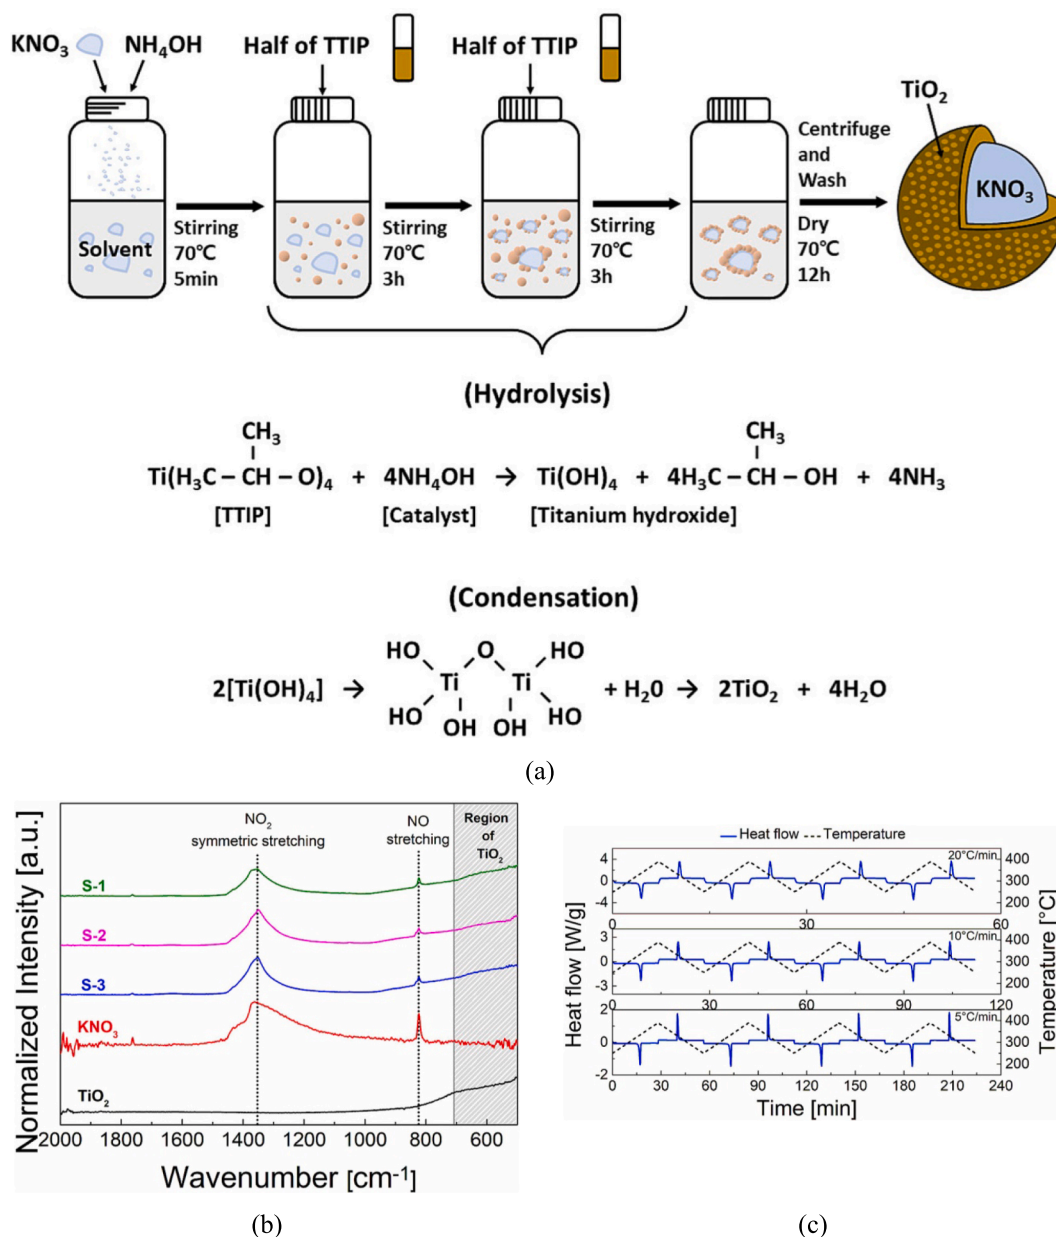 KNO3 NH4OH
Half of TTIP
Half of TTIP
Solvent
Stirring
70℃
5min
Stirring
70℃
3h
Stirring
70℃
3h
Centrifuge
and
Wash
Dry
70℃
12h
TiO2
KNO3
(Hydrolysis)
CH3
CH3
Ti(H3C – CH – O)4 + 4NH4OH → Ti(OH)4 + 4H3C – CH – OH + 4NH3
[TTIP] [Catalyst] [Titanium hydroxide]
(Condensation)
HO O HO
2[Ti(OH)4] → Ti Ti + H20 → 2TiO2 + 4H2O
HO OH OH HO
(a)
Normalized Intensity [a.u.]
NO2
symmetric stretching
NO
stretching
Region
of
TiO2
S-1
S-2
S-3
KNO3
TiO2
2000 1800 1600 1400 1200 1000 800 600
Wavenumber [cm-1]
(b)
Heat flow Temperature
Heat flow [W/g]
Temperature [°C]
20°C/min
4
0
-4
400
300
200
0 30 60
10°C/min
3
0
-3
400
300
200
0 30 60 90 120
5°C/min
2
0
-2
400
300
200
0 30 60 90 120 150 180 210 240
Time [min]
(c)